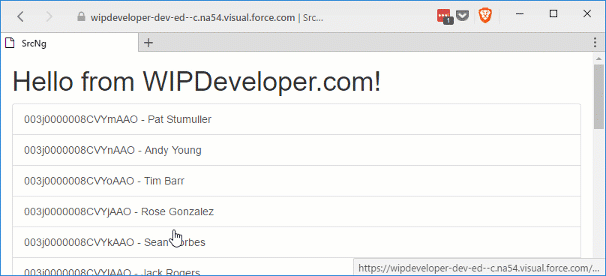 wipdeveloper-dev-ed--c.na54.visual.force.com | Src...
1
SrcNg
Hello from WIPDeveloper.com!
003j0000008CVYmAAO - Pat Stumuller
003j0000008CVYnAAO - Andy Young
003j0000008CVYoAAO - Tim Barr
003j0000008CVYjAAO - Rose Gonzalez
003j0000008CVYkAAO - Sean Forbes
003j0000008CVYlAAO - Jack Rogers
https://wipdeveloper-dev-ed--c.na54.visual.force.com/...